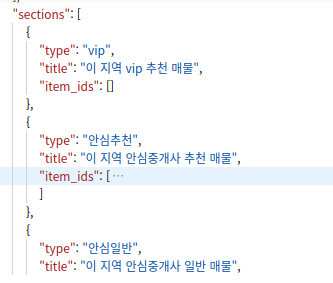 "sections": [
{
"type": "vip",
"title": "이 지역 vip 추천 매물",
"item_ids": []
},
{
"type": "안심추천",
"title": "이 지역 안심중개사 추천 매물",
"item_ids": [ ···
]
},
{
"type": "안심일반",
"title": "이 지역 안심중개사 일반 매물",